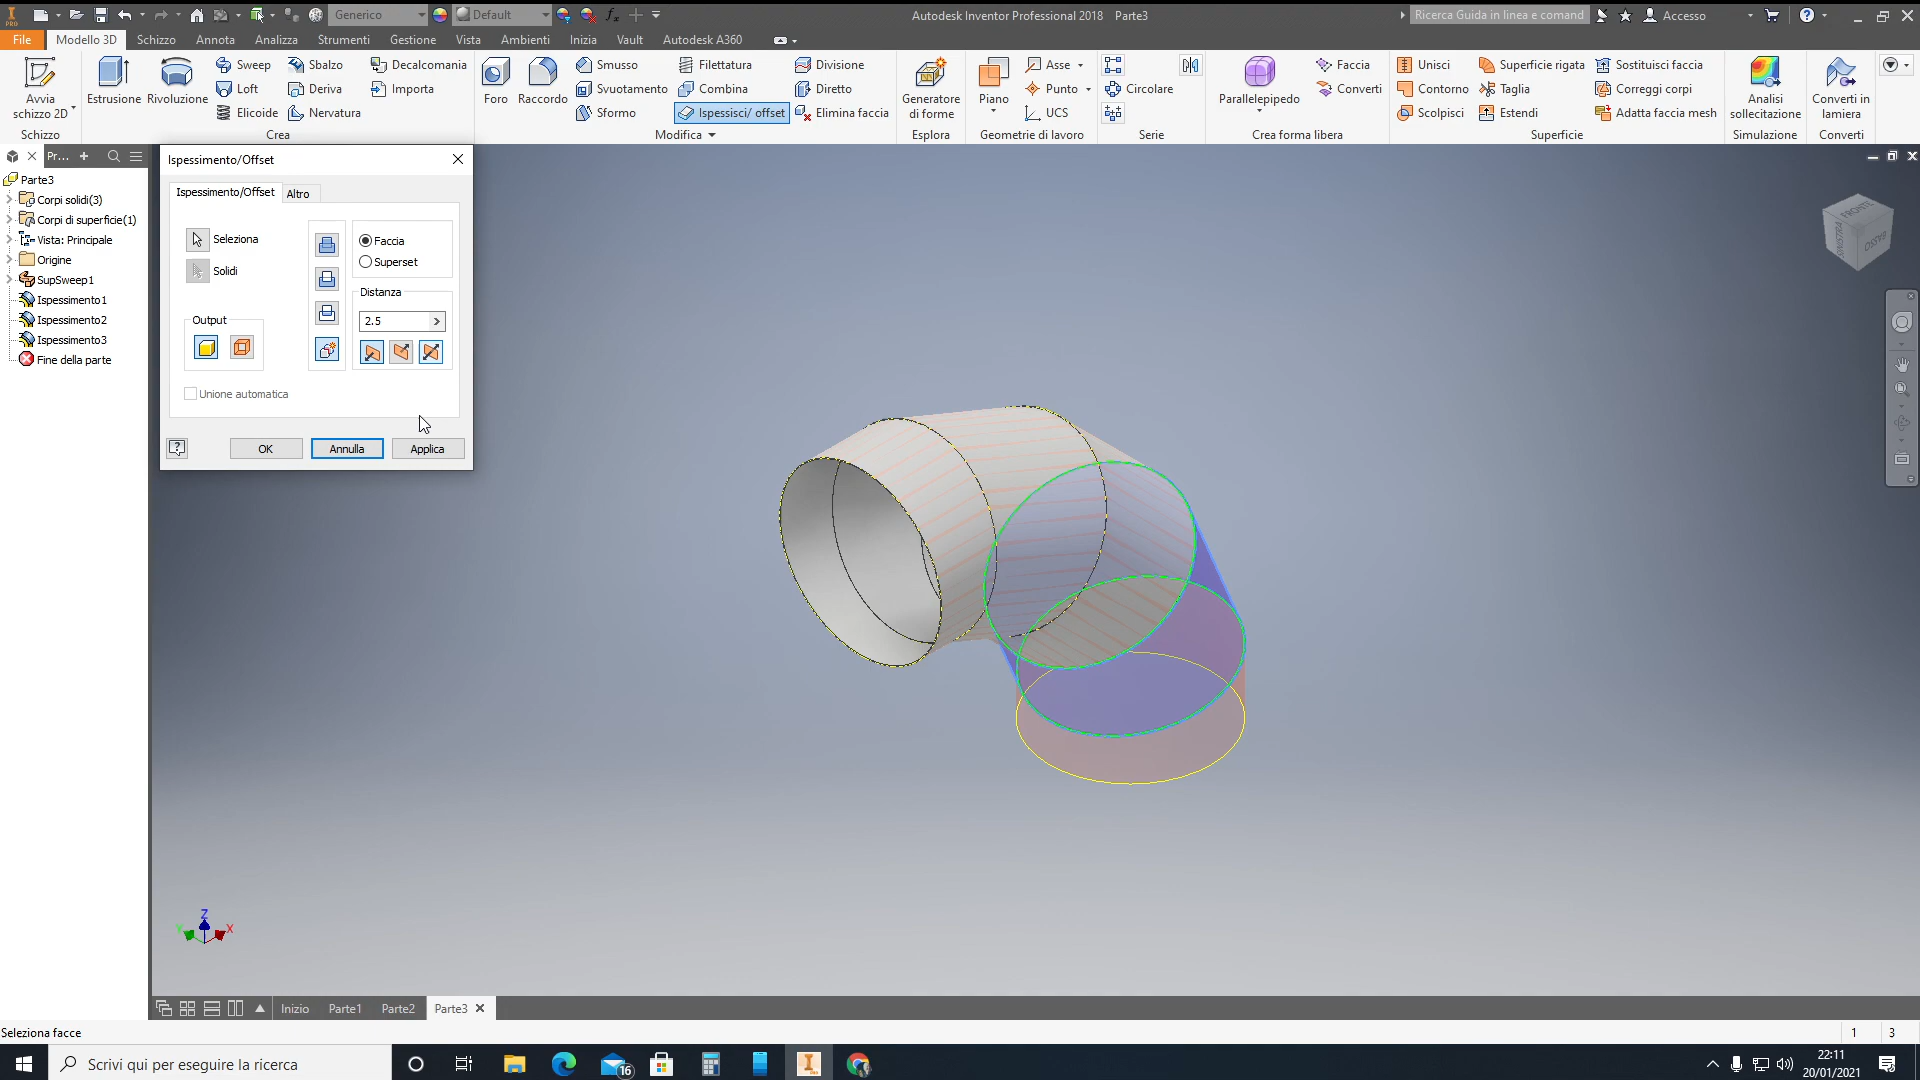 Generico
Default
Autodesk Inventor Professional 2018 Parte3
Ricerca Guida in linea e comand
Accesso
File Modello 3D Schizzo Annota Analizza Strumenti Gestione Vista Ambienti Inizia Vault Autodesk A360
Avvia schizzo 2D
Schizzo
Estrusione
Rivoluzione
Sweep
Loft
Elicoide
Sbalzo
Deriva
Nervatura
Decalcomania
Importa
Crea
Foro
Raccordo
Smusso
Svuotamento
Sformo
Filettatura
Combina
Ispessisci/ offset
Divisione
Diretto
Elimina faccia
Modifica
Generatore di forme
Esplora
Piano
Asse
Punto
UCS
Geometrie di lavoro
Circolare
Serie
Parallelepipedo
Faccia
Converti
Crea forma libera
Unisci
Contorno
Scolpisci
Superficie rigata
Taglia
Estendi
Sostituisci faccia
Correggi corpi
Adatta faccia mesh
Superficie
Analisi sollecitazione
Simulazione
Converti in lamiera
Converti
Pr...
Parte3
Corpi solidi(3)
Corpi di superficie(1)
Vista: Principale
Origine
SupSweep1
Ispessimento1
Ispessimento2
Ispessimento3
Fine della parte
Ispessimento/Offset
Ispessimento/Offset Altro
Seleziona
Solidi
Output
Faccia
Superset
Distanza
2.5
Unione automatica
OK Annulla Applica
FRONTE
SINISTRA
BASSO
Z
Y
X
Inizio Parte1 Parte2 Parte3
Seleziona facce
1 3
Scrivi qui per eseguire la ricerca
16
22:11
20/01/2021